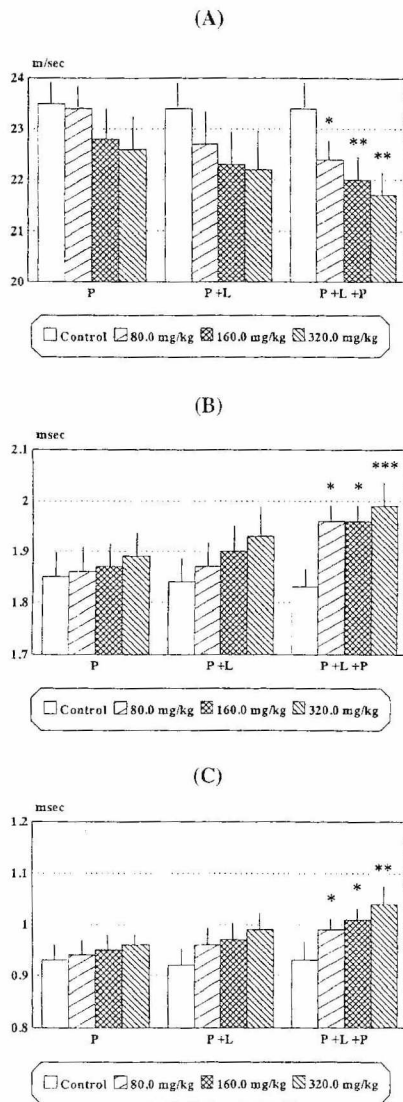 (A)
m/sec
24
23
22
21
20
*
**
**
P
P +L
P +L +P
Control 80.0 mg/kg 160.0 mg/kg 320.0 mg/kg
(B)
msec
2.1
2
1.9
1.8
1.7
*
*
***
P
P +L
P +L +P
Control 80.0 mg/kg 160.0 mg/kg 320.0 mg/kg
(C)
msec
1.2
1.1
1
0.9
0.8
*
*
**
P
P +L
P +L +P
Control 80.0 mg/kg 160.0 mg/kg 320.0 mg/kg